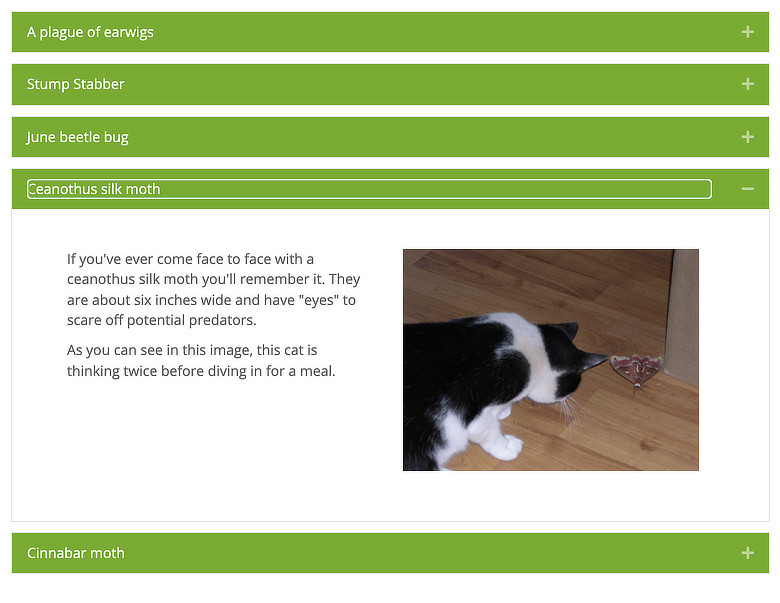 A plague of earwigs
Stump Stabber
June beetle bug
Ceanothus silk moth
If you've ever come face to face with a
ceanothus silk moth you'll remember it. They
are about six inches wide and have "eyes" to
scare off potential predators.
As you can see in this image, this cat is
thinking twice before diving in for a meal.
Cinnabar moth